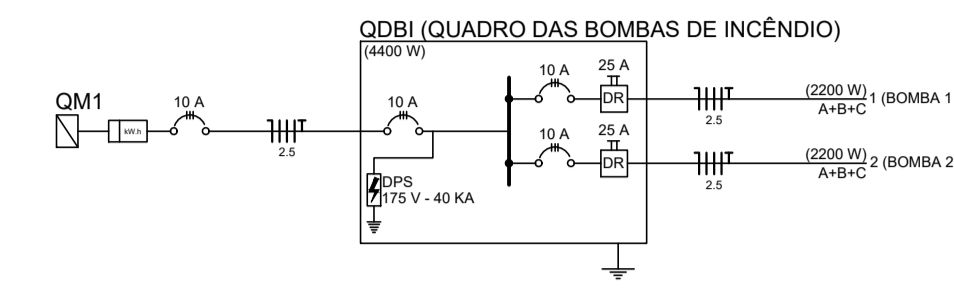 QDBI (QUADRO DAS BOMBAS DE INCÊNDIO)
(4400 W)
QM1
kW.h
10 A
2.5
10 A
DPS
175 V - 40 KA
10 A
25 A
DR
2.5
(2200 W)
A+B+C
1 (BOMBA 1
10 A
25 A
DR
2.5
(2200 W)
A+B+C
2 (BOMBA 2